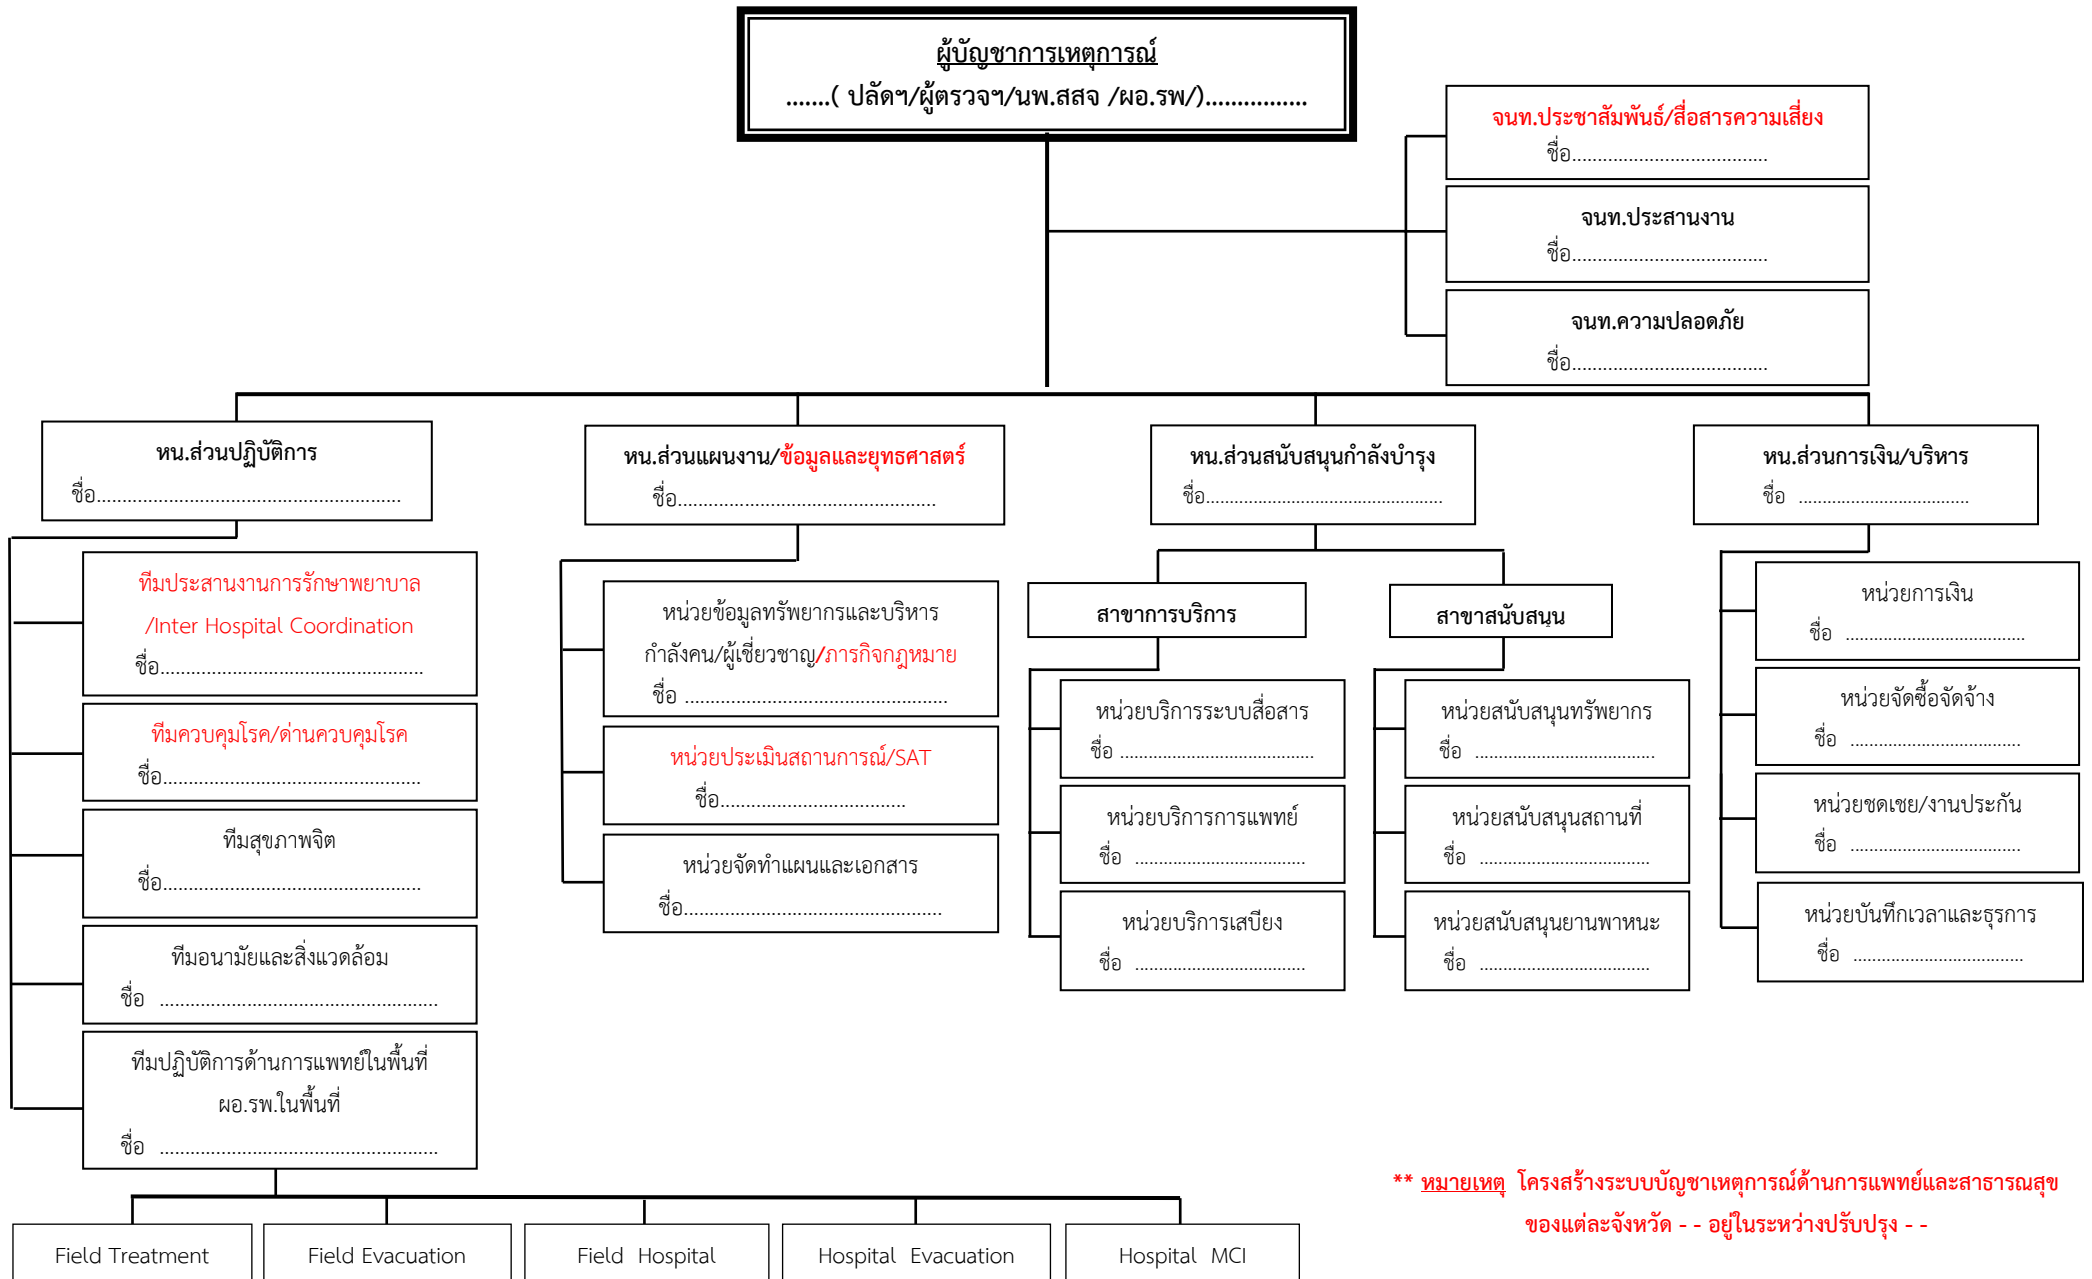 ผู้บัญชาการเหตุการณ์
.......( ปลัดฯ/ผู้ตรวจฯ/นพ.สสจ /ผอ.รพ/)................
จนท.ประชาสัมพันธ์/สื่อสารความเสี่ยง
ชื่อ......................................
จนท.ประสานงาน
ชื่อ......................................
จนท.ความปลอดภัย
ชื่อ......................................
หน.ส่วนปฏิบัติการ
ชื่อ...........................................................
หน.ส่วนแผนงาน/ข้อมูลและยุทธศาสตร์
ชื่อ..................................................
หน.ส่วนสนับสนุนกำลังบำรุง
ชื่อ..............................................
หน.ส่วนการเงิน/บริหาร
ชื่อ .................................
ทีมประสานงานการรักษาพยาบาล
/Inter Hospital Coordination
ชื่อ...................................................
ทีมควบคุมโรค/ด่านควบคุมโรค
ชื่อ..................................................
ทีมสุขภาพจิต
ชื่อ..................................................
ทีมอนามัยและสิ่งแวดล้อม
ชื่อ ......................................................
ทีมปฏิบัติการด้านการแพทย์ในพื้นที่
ผอ.รพ.ในพื้นที่
ชื่อ ......................................................
หน่วยข้อมูลทรัพยากรและบริหาร
กำลังคน/ผู้เชี่ยวชาญ/ภารกิจกฎหมาย
ชื่อ ...................................................
หน่วยประเมินสถานการณ์/SAT
ชื่อ....................................
หน่วยจัดทำแผนและเอกสาร
ชื่อ..................................................
สาขาการบริการ
สาขาสนับสนุน
หน่วยบริการระบบสื่อสาร
ชื่อ ......................................
หน่วยบริการการแพทย์
ชื่อ .................................
หน่วยบริการเสบียง
ชื่อ .................................
หน่วยสนับสนุนทรัพยากร
ชื่อ ...................................
หน่วยสนับสนุนสถานที่
ชื่อ .................................
หน่วยสนับสนุนยานพาหนะ
ชื่อ .................................
หน่วยการเงิน
ชื่อ ...................................
หน่วยจัดซื้อจัดจ้าง
ชื่อ .................................
หน่วยชดเชย/งานประกัน
ชื่อ .................................
หน่วยบันทึกเวลาและธุรการ
ชื่อ .................................
Field Treatment
Field Evacuation
Field Hospital
Hospital Evacuation
Hospital MCI
** หมายเหตุ โครงสร้างระบบบัญชาเหตุการณ์ด้านการแพทย์และสาธารณสุข
ของแต่ละจังหวัด - - อยู่ในระหว่างปรับปรุง - -